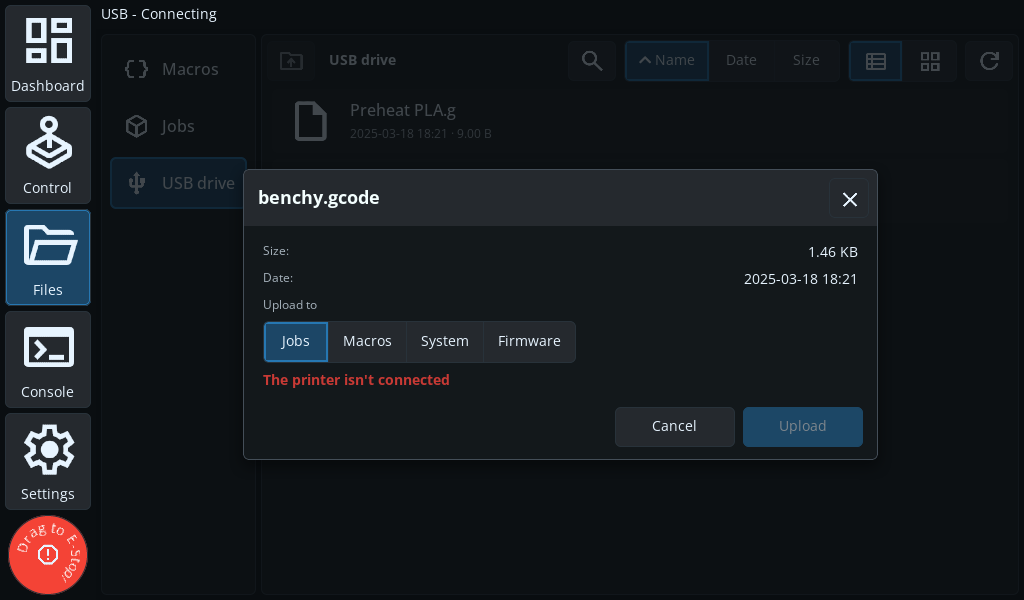 USB - Connecting
Dashboard
Control
Files
Console
Settings
Drag to E-Stop!
Macros
Jobs
USB drive
USB drive
Name
Date
Size
Preheat PLA.g
2025-03-18 18:21 · 9.00 B
benchy.gcode
Size:
1.46 KB
Date:
2025-03-18 18:21
Upload to
Jobs
Macros
System
Firmware
The printer isn't connected
Cancel
Upload